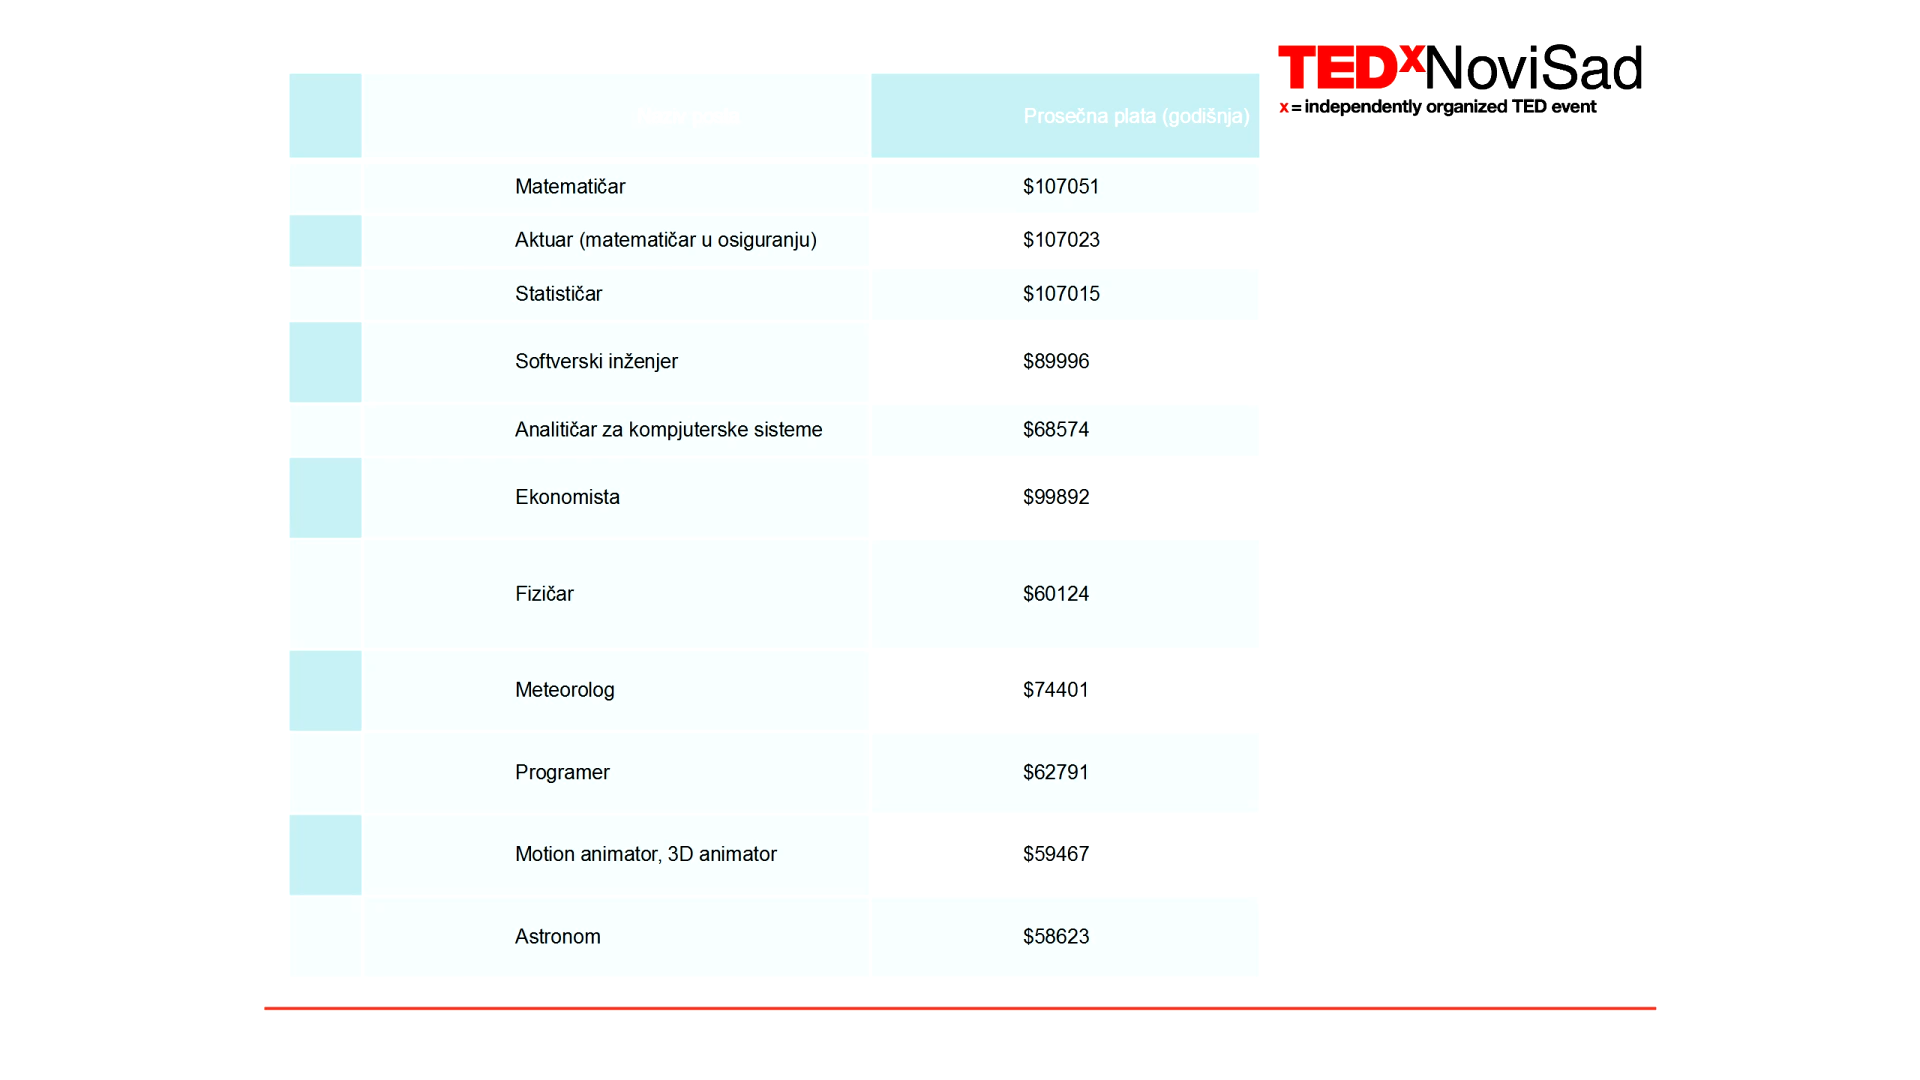 TEDxNoviSad
x = independently organized TED event
Prosečna plata (godišnja)
Matematičar $107051
Aktuar (matematičar u osiguranju) $107023
Statističar $107015
Softverski inženjer $89996
Analitičar za kompjuterske sisteme $68574
Ekonomista $99892
Fizičar $60124
Meteorolog $74401
Programer $62791
Motion animator, 3D animator $59467
Astronom $58623